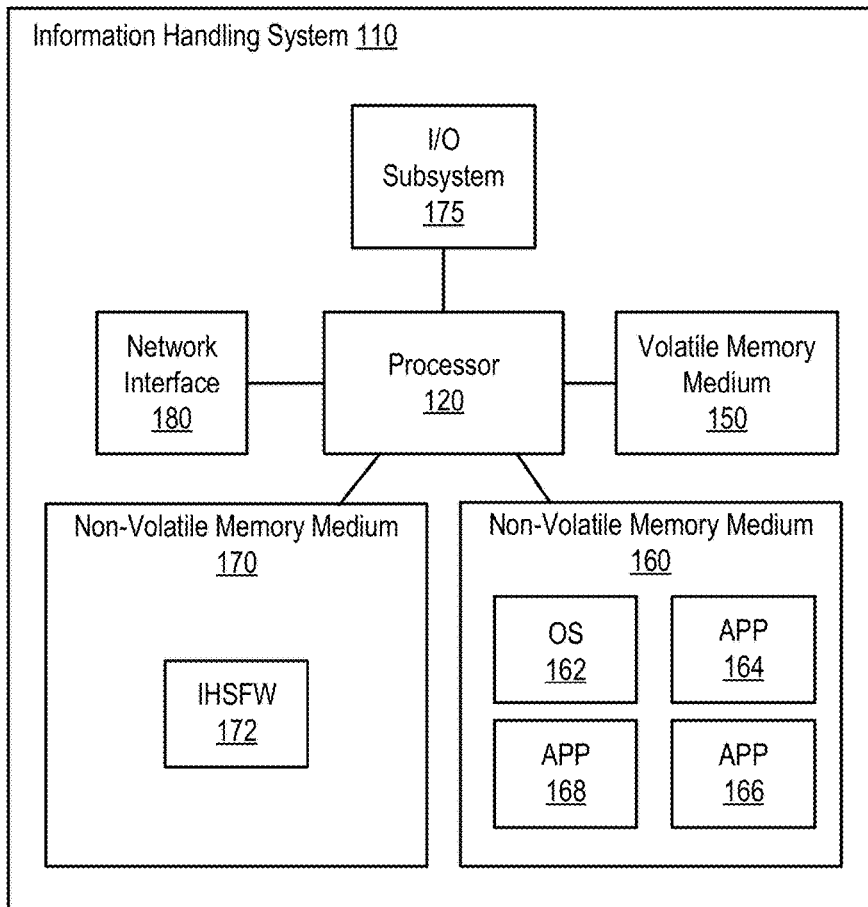 Information Handling System 110
I/O
Subsystem
175
Network
Interface
180
Processor
120
Volatile Memory
Medium
150
Non-Volatile Memory Medium
170
IHSFW
172
Non-Volatile Memory Medium
160
OS
162
APP
164
APP
168
APP
166